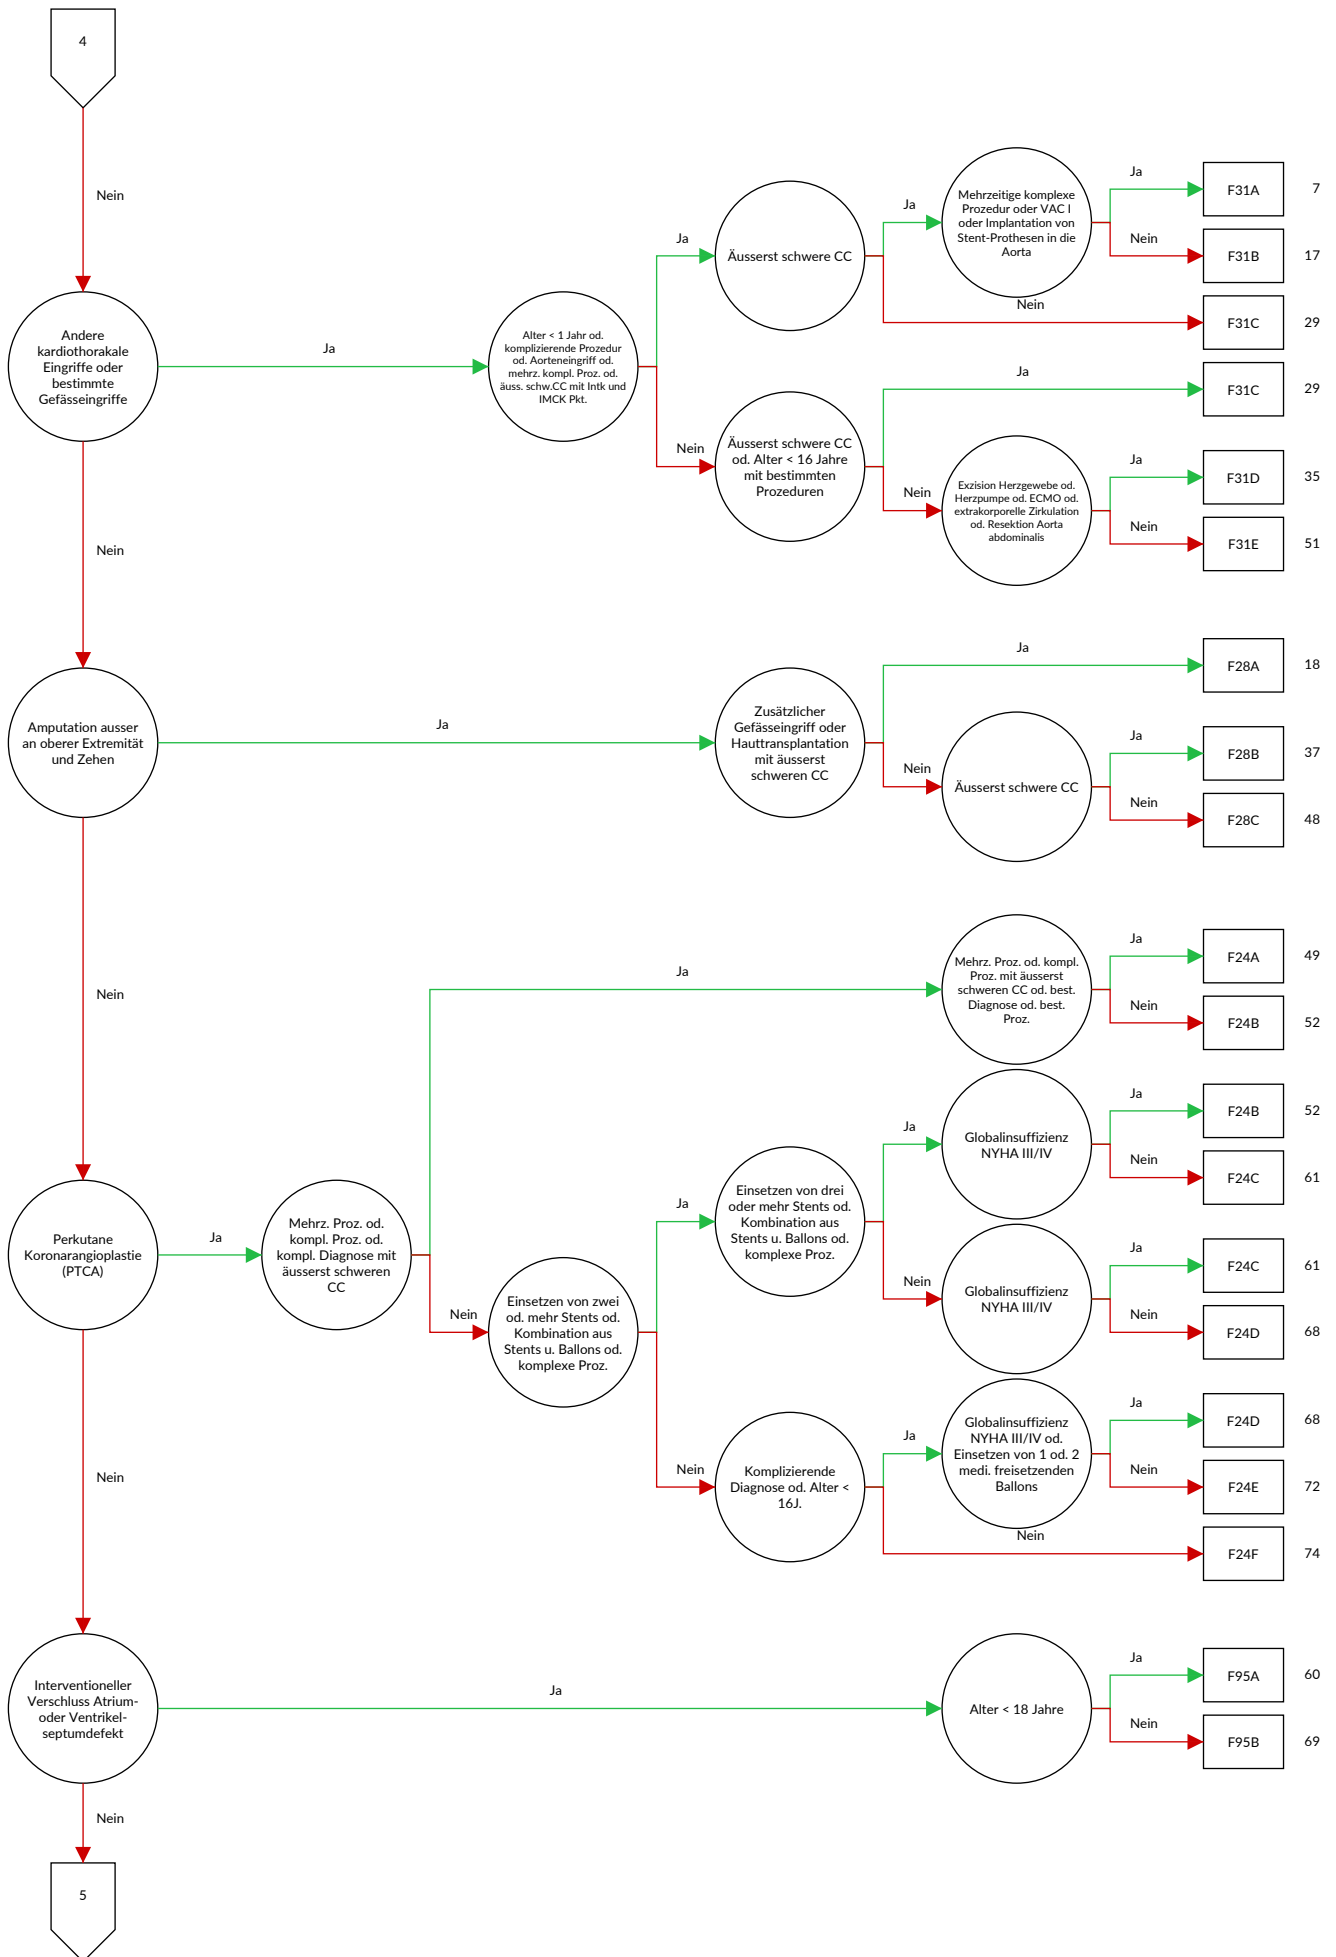 4
Nein
Andere
kardiothorakale
Eingriffe oder
bestimmte
Gefässeingriffe
Ja
Alter < 1 Jahr od.
komplizierende Prozedur
od. Aorteneingriff od.
mehrz. kompl. Proz. od.
äuss. schw.CC mit Intk und
IMCK Pkt.
Ja
Äusserst schwere CC
Ja
Mehrzeitige komplexe
Prozedur oder VAC I
oder Implantation von
Stent-Prothesen in die
Aorta
Ja
F31A 7
Nein
F31B 17
Nein
F31C 29
Nein
Äusserst schwere CC
od. Alter < 16 Jahre
mit bestimmten
Prozeduren
Ja
F31C 29
Nein
Exzision Herzgewebe od.
Herzpumpe od. ECMO od.
extrakorporelle Zirkulation
od. Resektion Aorta
abdominalis
Ja
F31D 35
Nein
F31E 51
Nein
Amputation ausser
an oberer Extremität
und Zehen
Ja
Zusätzlicher
Gefässeingriff oder
Hauttransplantation
mit äusserst
schweren CC
Ja
F28A 18
Nein
Äusserst schwere CC
Ja
F28B 37
Nein
F28C 48
Nein
Perkutane
Koronarangioplastie
(PTCA)
Ja
Mehrz. Proz. od.
kompl. Proz. od.
kompl. Diagnose mit
äusserst schweren
CC
Ja
Mehrz. Proz. od. kompl.
Proz. mit äusserst
schweren CC od. best.
Diagnose od. best.
Proz.
Ja
F24A 49
Nein
F24B 52
Nein
Einsetzen von zwei
od. mehr Stents od.
Kombination aus
Stents u. Ballons od.
komplexe Proz.
Ja
Einsetzen von drei
oder mehr Stents od.
Kombination aus
Stents u. Ballons od.
komplexe Proz.
Ja
Globalinsuffizienz
NYHA III/IV
Ja
F24B 52
Nein
F24C 61
Nein
Globalinsuffizienz
NYHA III/IV
Ja
F24C 61
Nein
F24D 68
Nein
Komplizierende
Diagnose od. Alter <
16J.
Ja
Globalinsuffizienz
NYHA III/IV od.
Einsetzen von 1 od. 2
medi. freisetzenden
Ballons
Ja
F24D 68
Nein
F24E 72
Nein
F24F 74
Nein
Interventioneller
Verschluss Atrium-
oder Ventrikel-
septumdefekt
Ja
Alter < 18 Jahre
Ja
F95A 60
Nein
F95B 69
Nein
5